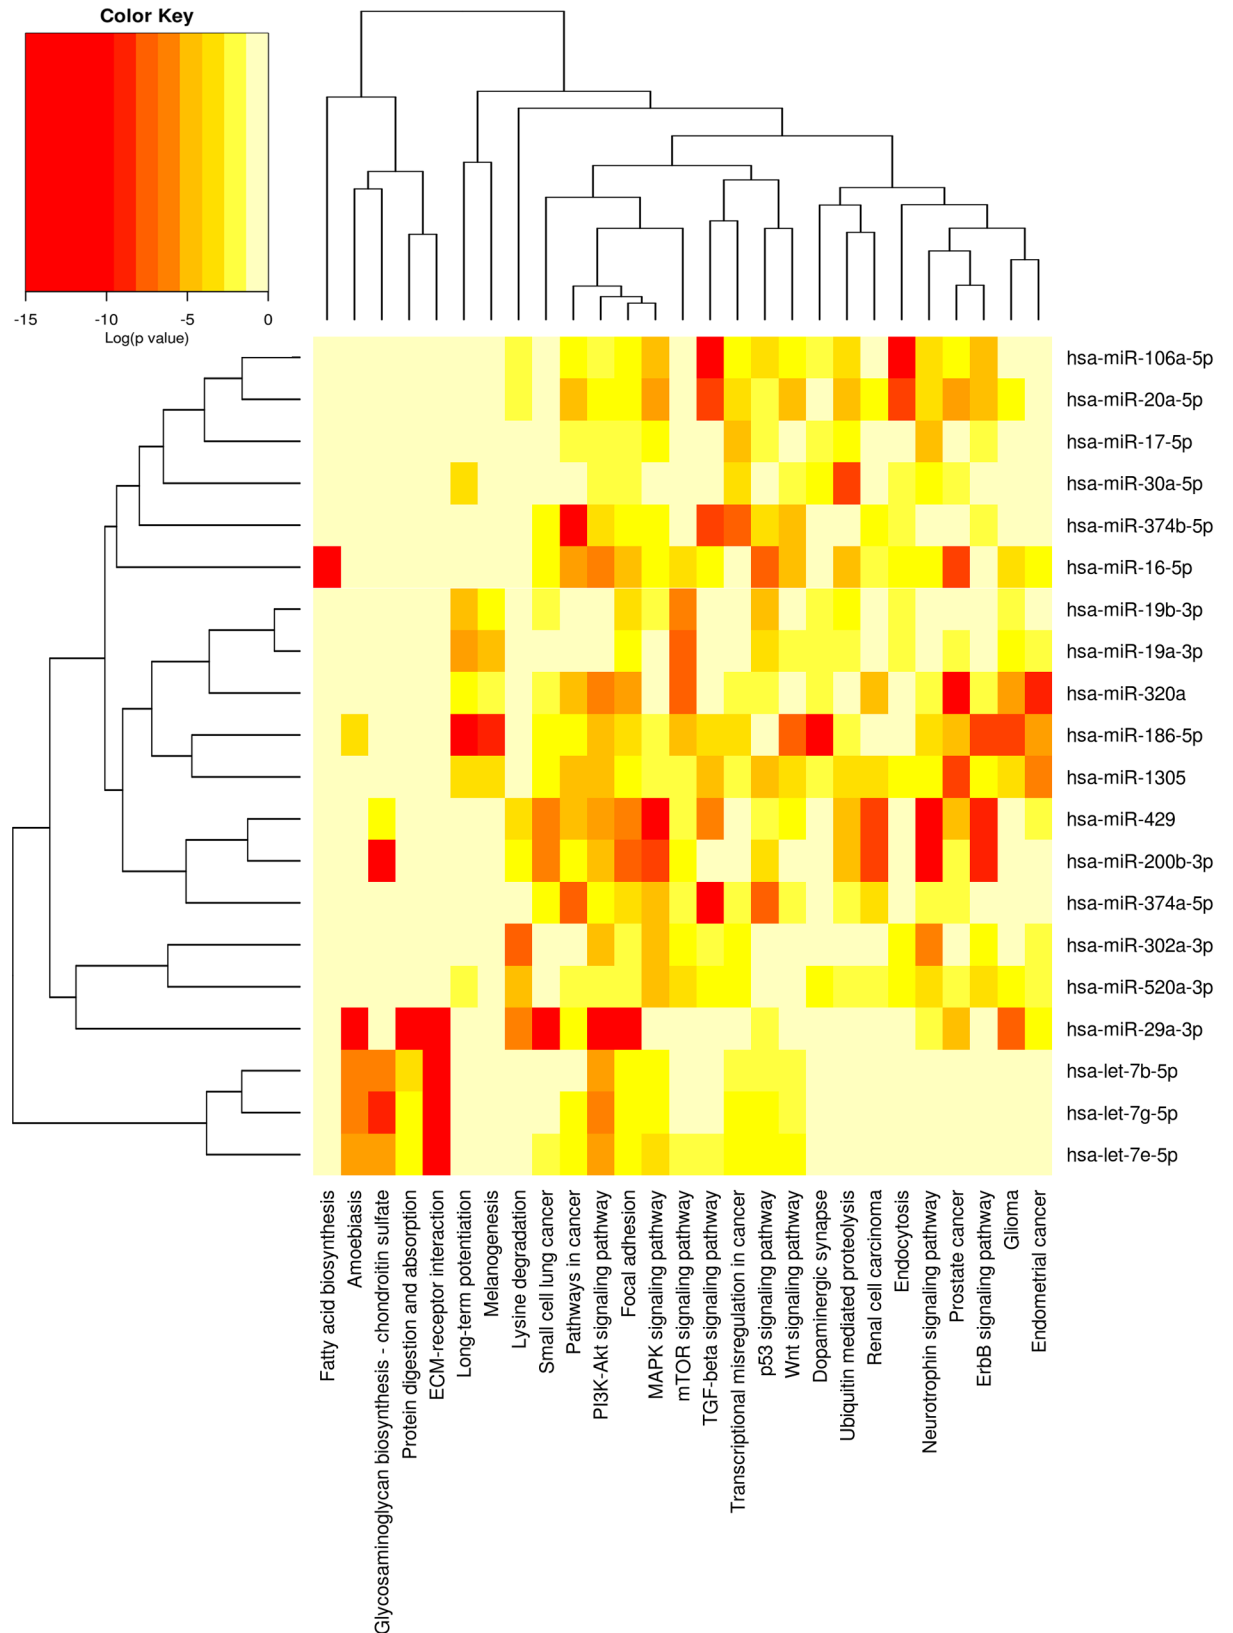 Color Key
-15 -10 -5 0
Log(p value)
hsa-miR-106a-5p
hsa-miR-20a-5p
hsa-miR-17-5p
hsa-miR-30a-5p
hsa-miR-374b-5p
hsa-miR-16-5p
hsa-miR-19b-3p
hsa-miR-19a-3p
hsa-miR-320a
hsa-miR-186-5p
hsa-miR-1305
hsa-miR-429
hsa-miR-200b-3p
hsa-miR-374a-5p
hsa-miR-302a-3p
hsa-miR-520a-3p
hsa-miR-29a-3p
hsa-let-7b-5p
hsa-let-7g-5p
hsa-let-7e-5p
Fatty acid biosynthesis
Amoebiasis
Glycosaminoglycan biosynthesis - chondroitin sulfate
Protein digestion and absorption
ECM-receptor interaction
Long-term potentiation
Melanogenesis
Lysine degradation
Small cell lung cancer
Pathways in cancer
PI3K-Akt signaling pathway
Focal adhesion
MAPK signaling pathway
mTOR signaling pathway
TGF-beta signaling pathway
Transcriptional misregulation in cancer
p53 signaling pathway
Wnt signaling pathway
Dopaminergic synapse
Ubiquitin mediated proteolysis
Renal cell carcinoma
Endocytosis
Neurotrophin signaling pathway
Prostate cancer
ErbB signaling pathway
Glioma
Endometrial cancer